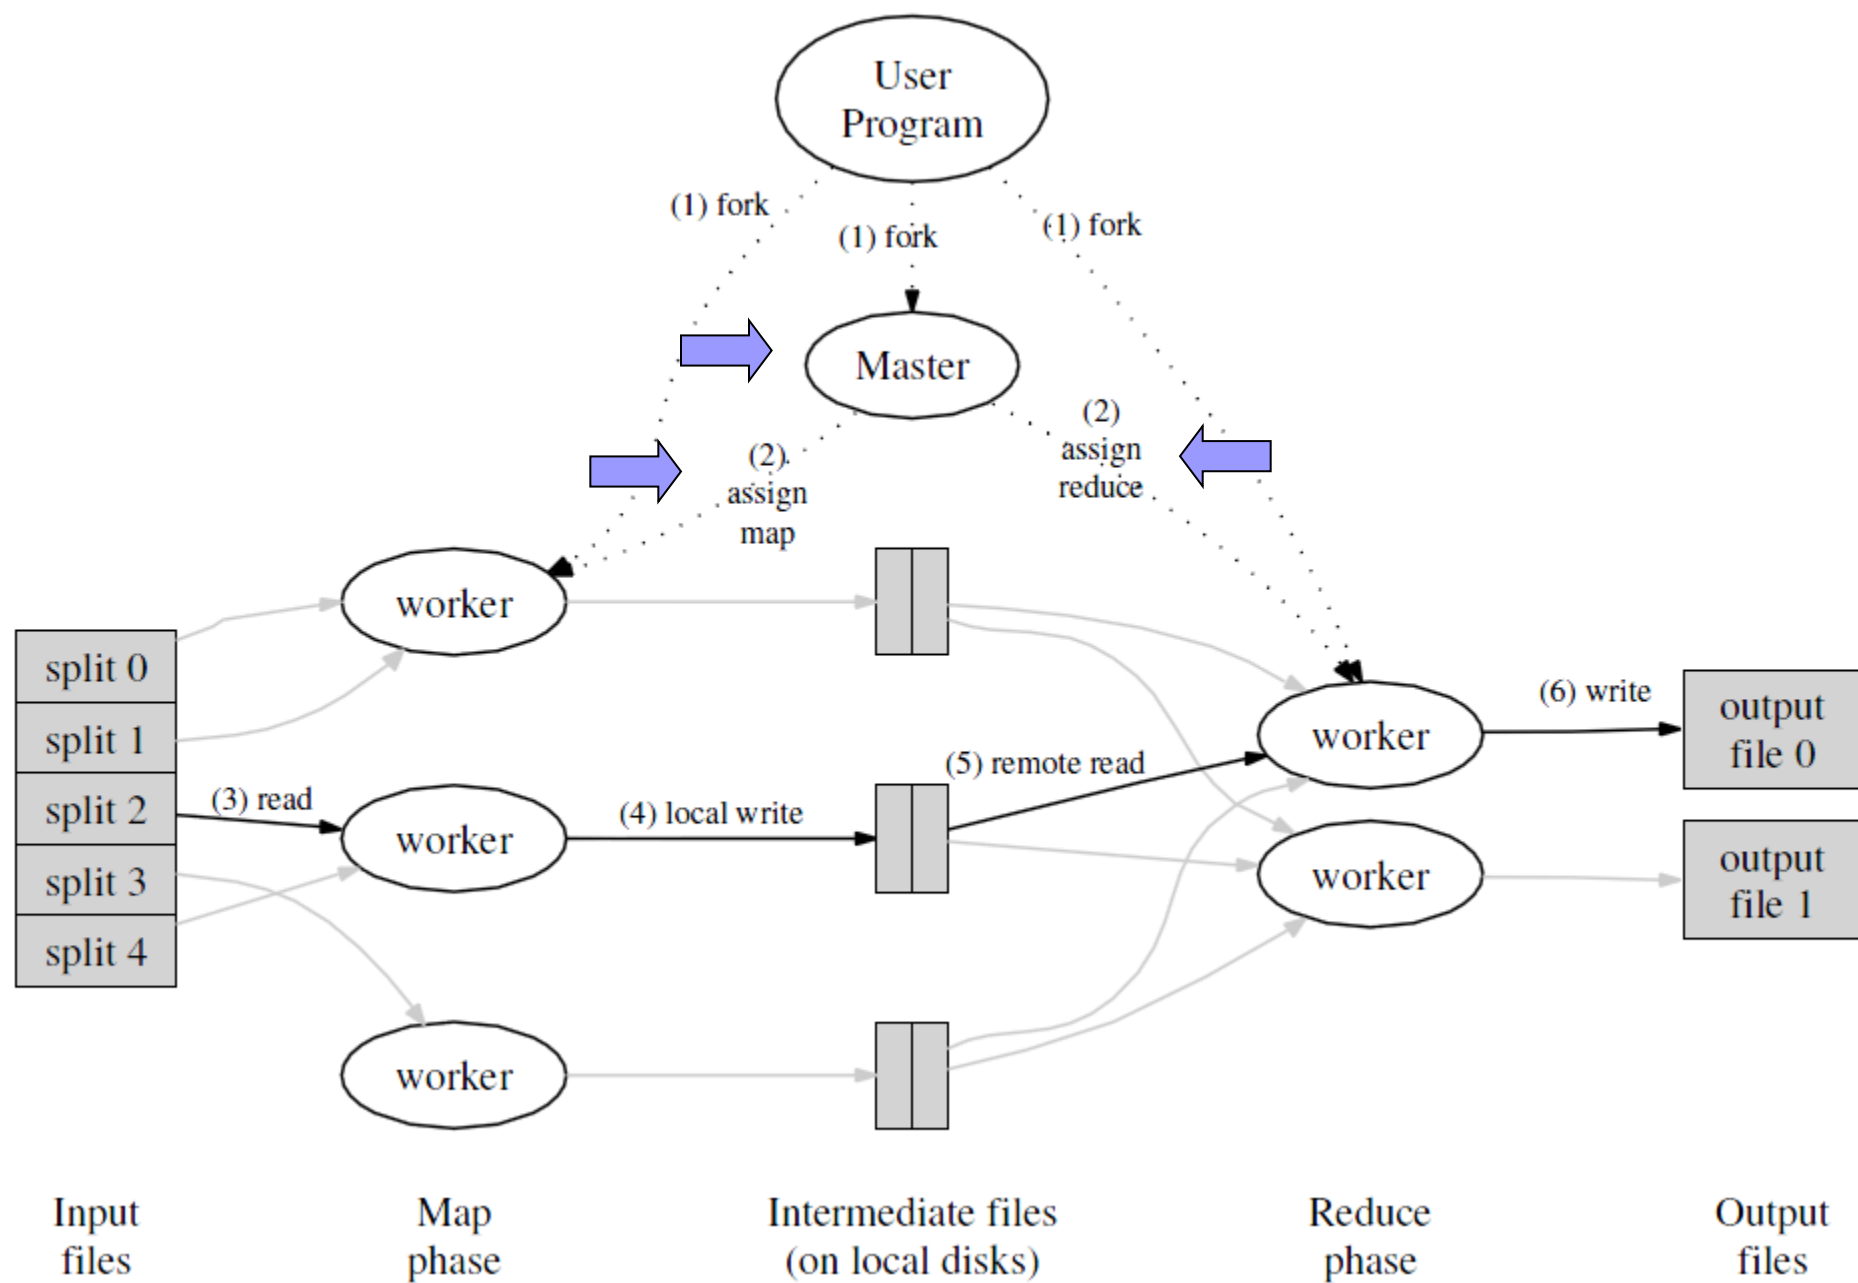 User
Program
(1) fork
(1) fork
(1) fork
Master
(2)
assign
map
(2)
assign
reduce
worker
split 0
split 1
split 2
split 3
split 4
(3) read
worker
(4) local write
(5) remote read
worker
(6) write
output
file 0
worker
output
file 1
worker
Input
files
Map
phase
Intermediate files
(on local disks)
Reduce
phase
Output
files